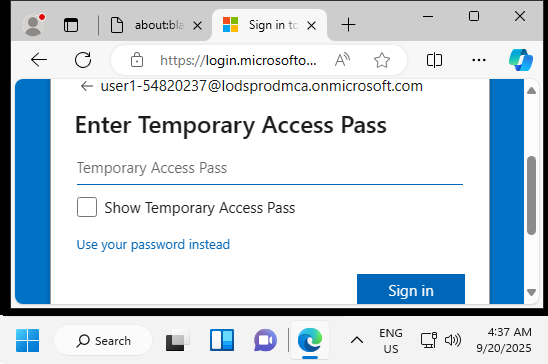 about:bla
Sign in to
https://login.microsofto...
user1-54820237@lodsprodmca.onmicrosoft.com
Enter Temporary Access Pass
Temporary Access Pass
Show Temporary Access Pass
Use your password instead
Sign in
Search
ENG
US
4:37 AM
9/20/2025